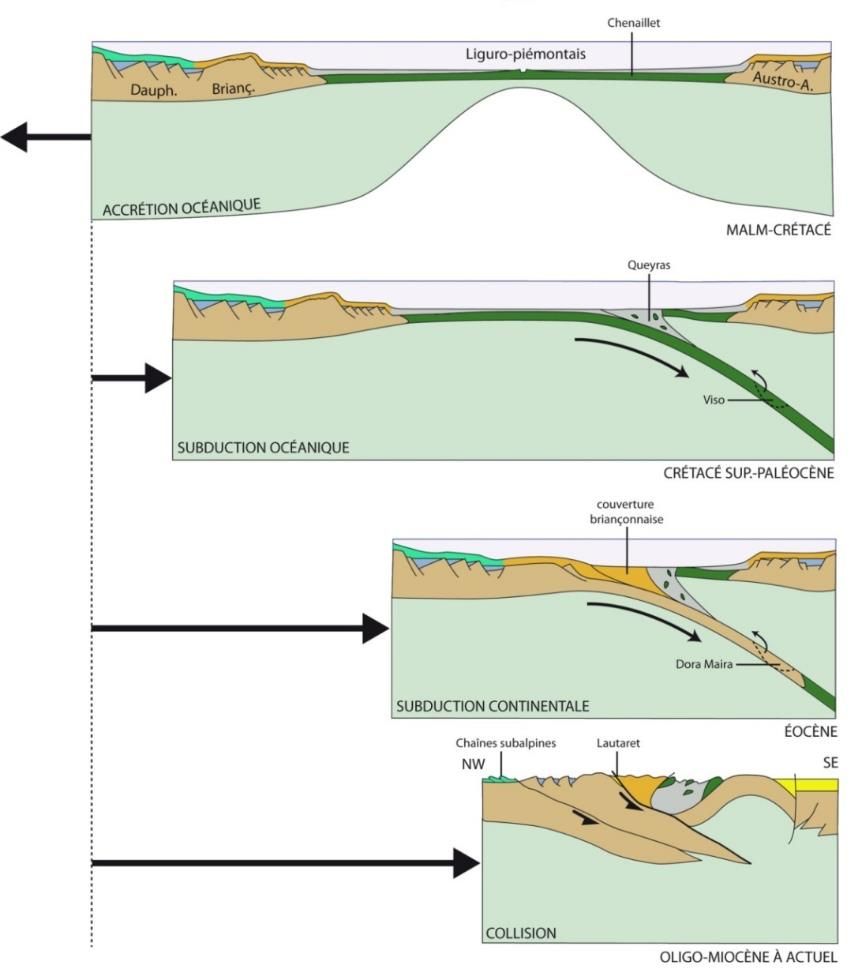 Chenaillet
Liguro-piémontais
Dauph.
Brianç.
Austro-A.
ACCRÉTION OCÉANIQUE
MALM-CRÉTACÉ
Queyras
Viso
SUBDUCTION OCÉANIQUE
CRÉTACÉ SUP.-PALÉOCÈNE
couverture
briançonnaise
Dora Maira
SUBDUCTION CONTINENTALE
ÉOCÈNE
Chaînes subalpines
Lautaret
NW
SE
COLLISION
OLIGO-MIOCÈNE À ACTUEL